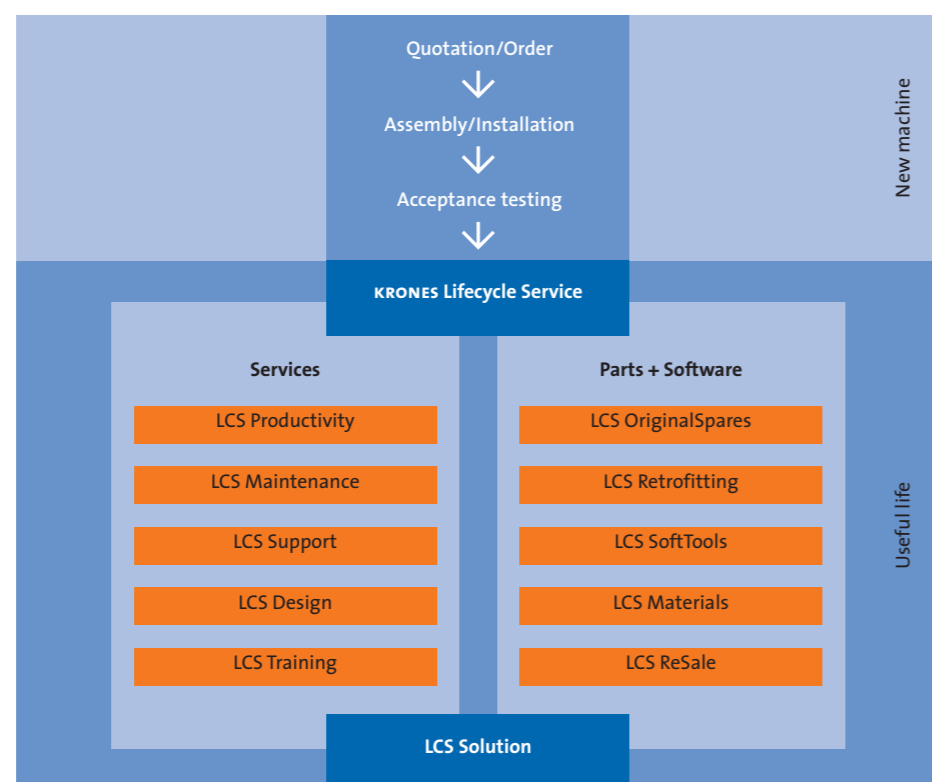 Quotation/Order
Assembly/Installation
Acceptance testing
New machine
KRONES Lifecycle Service
Services
LCS Productivity
LCS Maintenance
LCS Support
LCS Design
LCS Training
Parts + Software
LCS OriginalSpares
LCS Retrofitting
LCS SoftTools
LCS Materials
LCS ReSale
Useful life
LCS Solution